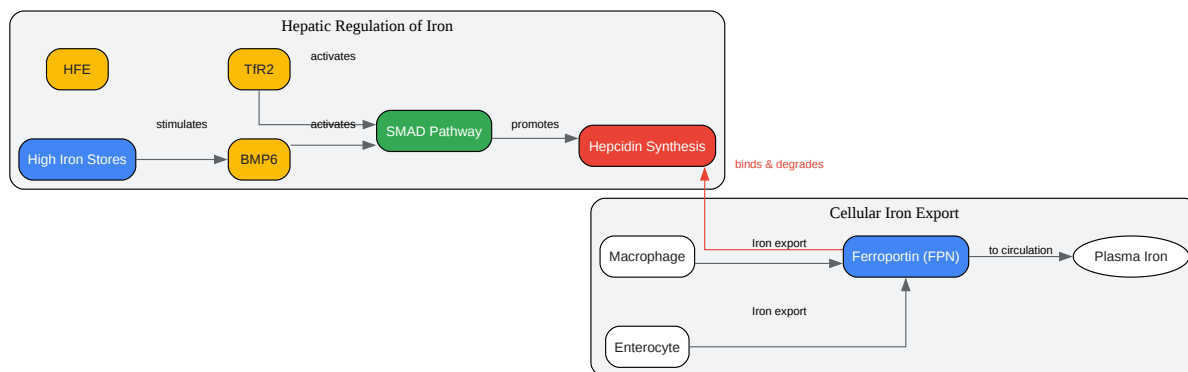 Hepatic Regulation of Iron
HFE
TfR2
activates
stimulates
activates
promotes
SMAD Pathway
Hepcidin Synthesis
High Iron Stores
BMP6
binds & degrades
Cellular Iron Export
Macrophage
Iron export
Ferroportin (FPN)
to circulation
Plasma Iron
Iron export
Enterocyte